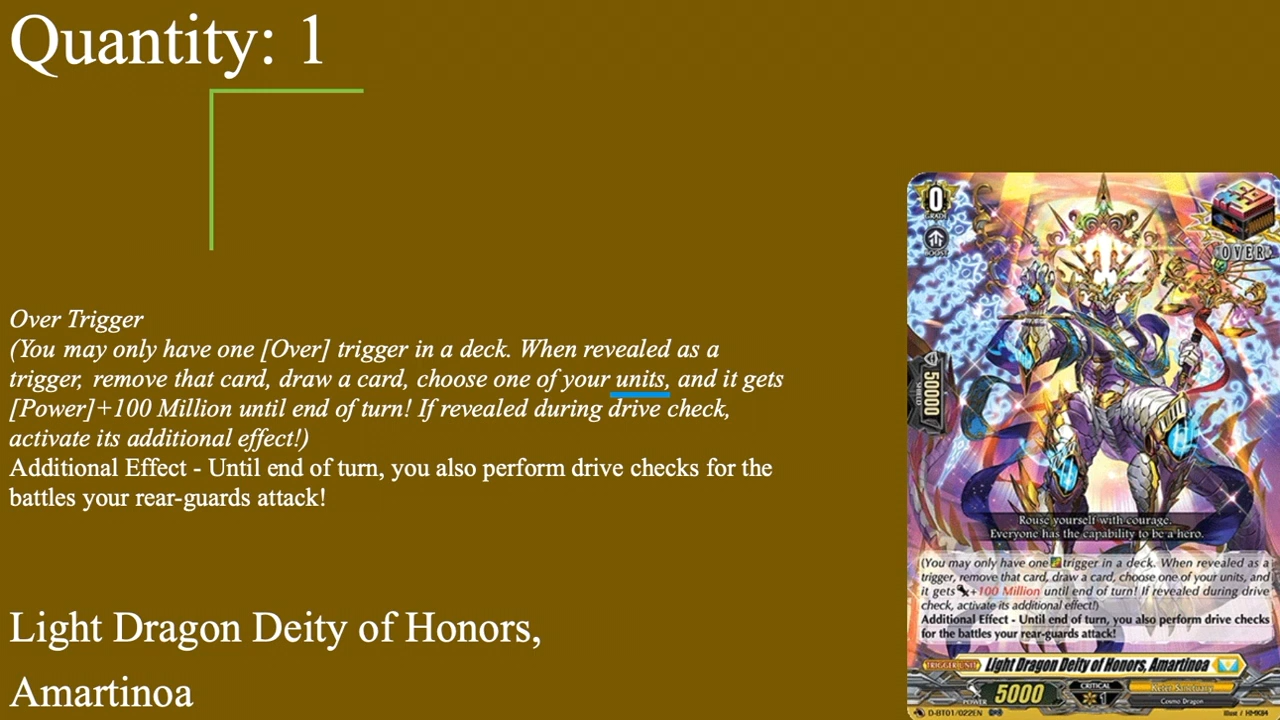 Quantity: 1
Over Trigger
(You may only have one [Over] trigger in a deck. When revealed as a
trigger, remove that card, draw a card, choose one of your units, and it gets
[Power]+100 Million until end of turn! If revealed during drive check,
activate its additional effect!)
Additional Effect - Until end of turn, you also perform drive checks for the
battles your rear-guards attack!
Light Dragon Deity of Honors,
Amartinoa
0
GRADE
BOOST
OVER
50000
SHIELD
Rouse yourself with courage.
Everyone has the capability to be a hero.
(You may only have one trigger in a deck. When revealed as a
trigger, remove that card, draw a card, choose one of your units, and
it gets +100 Million until end of turn! If revealed during drive
check, activate its additional effect!)
Additional Effect - Until end of turn, you also perform drive checks
for the battles your rear-guards attack!
TRIGGER UNIT Light Dragon Deity of Honors, Amartinoa
POWER 5000 CRITICAL 1 Keter Sanctuary
Cosmo Dragon
D-BT01/022EN